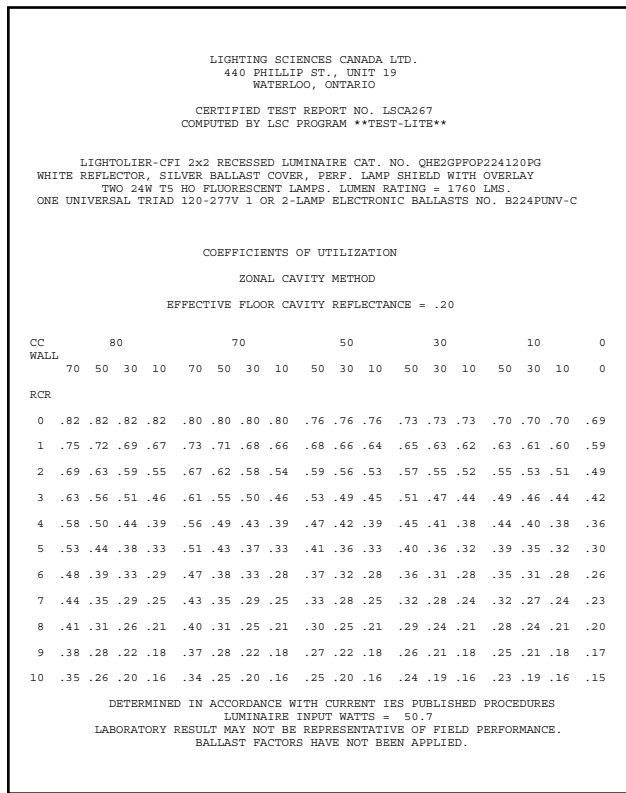 LIGHTING SCIENCES CANADA LTD.
440 PHILLIP ST., UNIT 19
WATERLOO, ONTARIO
CERTIFIED TEST REPORT NO. LSCA267
COMPUTED BY LSC PROGRAM **TEST-LITE**
LIGHTOLIER-CFI 2x2 RECESSED LUMINAIRE CAT. NO. QHE2GPFOP224120PG
WHITE REFLECTOR, SILVER BALLAST COVER, PERF. LAMP SHIELD WITH OVERLAY
TWO 24W T5 HO FLUORESCENT LAMPS. LUMEN RATING = 1760 LMS.
ONE UNIVERSAL TRIAD 120-277V 1 OR 2-LAMP ELECTRONIC BALLASTS NO. B224PUNV-C
COEFFICIENTS OF UTILIZATION
ZONAL CAVITY METHOD
EFFECTIVE FLOOR CAVITY REFLECTANCE = .20
CC 80 70 50 30 10 0
WALL
70 50 30 10 70 50 30 10 50 30 10 50 30 10 50 30 10 0
RCR
0 .82 .82 .82 .82 .80 .80 .80 .80 .76 .76 .76 .73 .73 .73 .70 .70 .70 .69
1 .75 .72 .69 .67 .73 .71 .68 .66 .68 .66 .64 .65 .63 .62 .63 .61 .60 .59
2 .69 .63 .59 .55 .67 .62 .58 .54 .59 .56 .53 .57 .55 .52 .55 .53 .51 .49
3 .63 .56 .51 .46 .61 .55 .50 .46 .53 .49 .45 .51 .47 .44 .49 .46 .44 .42
4 .58 .50 .44 .39 .56 .49 .43 .39 .47 .42 .39 .45 .41 .38 .44 .40 .38 .36
5 .53 .44 .38 .33 .51 .43 .37 .33 .41 .36 .33 .40 .36 .32 .39 .35 .32 .30
6 .48 .39 .33 .29 .47 .38 .33 .28 .37 .32 .28 .36 .31 .28 .35 .31 .28 .26
7 .44 .35 .29 .25 .43 .35 .29 .25 .33 .28 .25 .32 .28 .24 .32 .27 .24 .23
8 .41 .31 .26 .21 .40 .31 .25 .21 .30 .25 .21 .29 .24 .21 .28 .24 .21 .20
9 .38 .28 .22 .18 .37 .28 .22 .18 .27 .22 .18 .26 .21 .18 .25 .21 .18 .17
10 .35 .26 .20 .16 .34 .25 .20 .16 .25 .20 .16 .24 .19 .16 .23 .19 .16 .15
DETERMINED IN ACCORDANCE WITH CURRENT IES PUBLISHED PROCEDURES
LUMINAIRE INPUT WATTS = 50.7
LABORATORY RESULT MAY NOT BE REPRESENTATIVE OF FIELD PERFORMANCE.
BALLAST FACTORS HAVE NOT BEEN APPLIED.